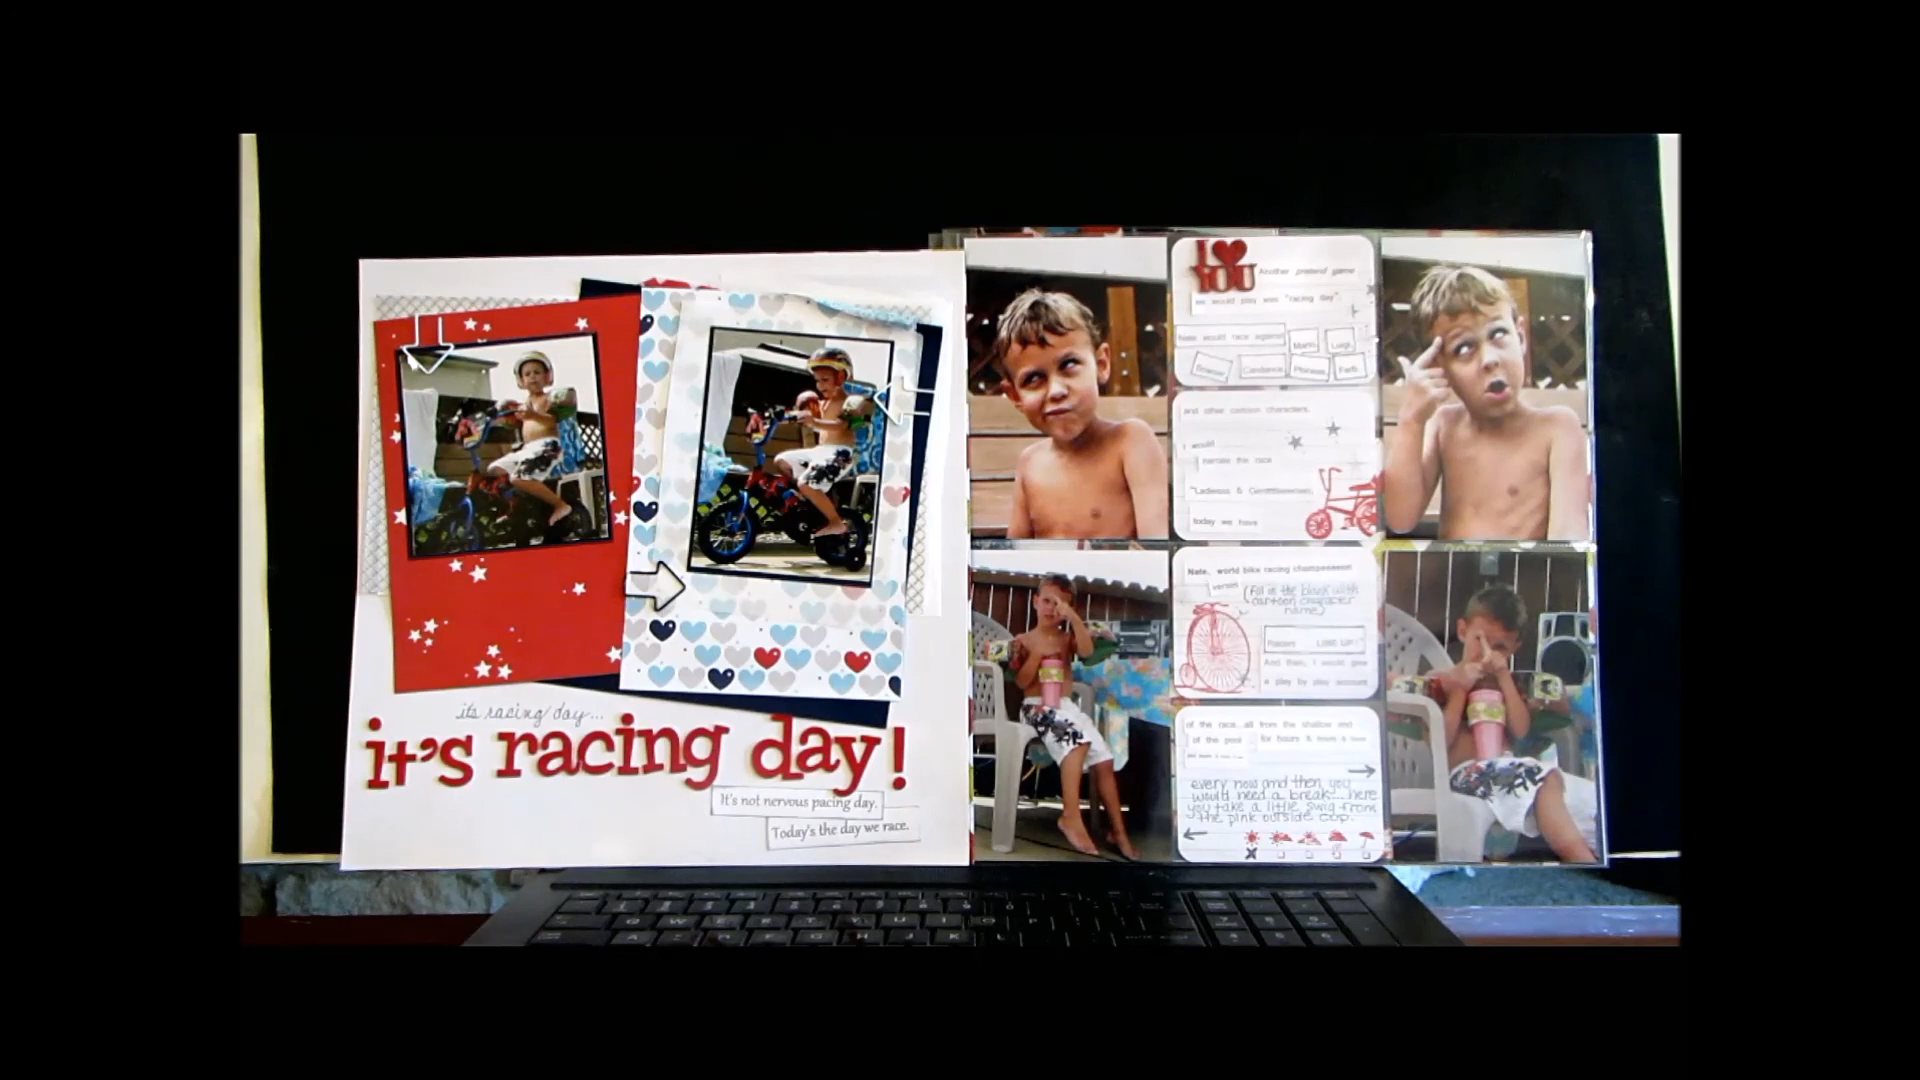 its racing day...
it's racing day!
It's not nervous pacing day.
Today's the day we race.
I
YOU
Another pretend game
we would play was "racing day"
Nate would race against
Mario, Luigi,
Bowser, Candance, Phineas, Ferb,
and other cartoon characters.
I would
narrate the race
"Ladiesss & Gentttlleeemen,
today we have
Nate, world bike racing
verses
(fill in the blank with
cartoon character
name)
Racers LINE UP!"
And then, I would give
a play by play account
of the race...all from the shallow end
of the pool for hours &
every now and then you
would need a break... here
you take a little swig from
the pink outside cup.
Q W E R T Y U I O P
A F G H J K L